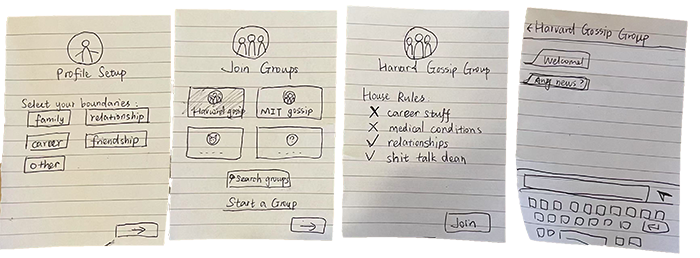 Profile Setup
Select your boundaries:
family relationship
career friendship
other
→
Join Groups
Harvard gossip MIT gossip
?
search groups
Start a Group
→
Harvard Gossip Group
House Rules:
X career stuff
X medical conditions
✓ relationships
✓ shit talk dean
Join
< Harvard Gossip Group
Welcome!
Any news?